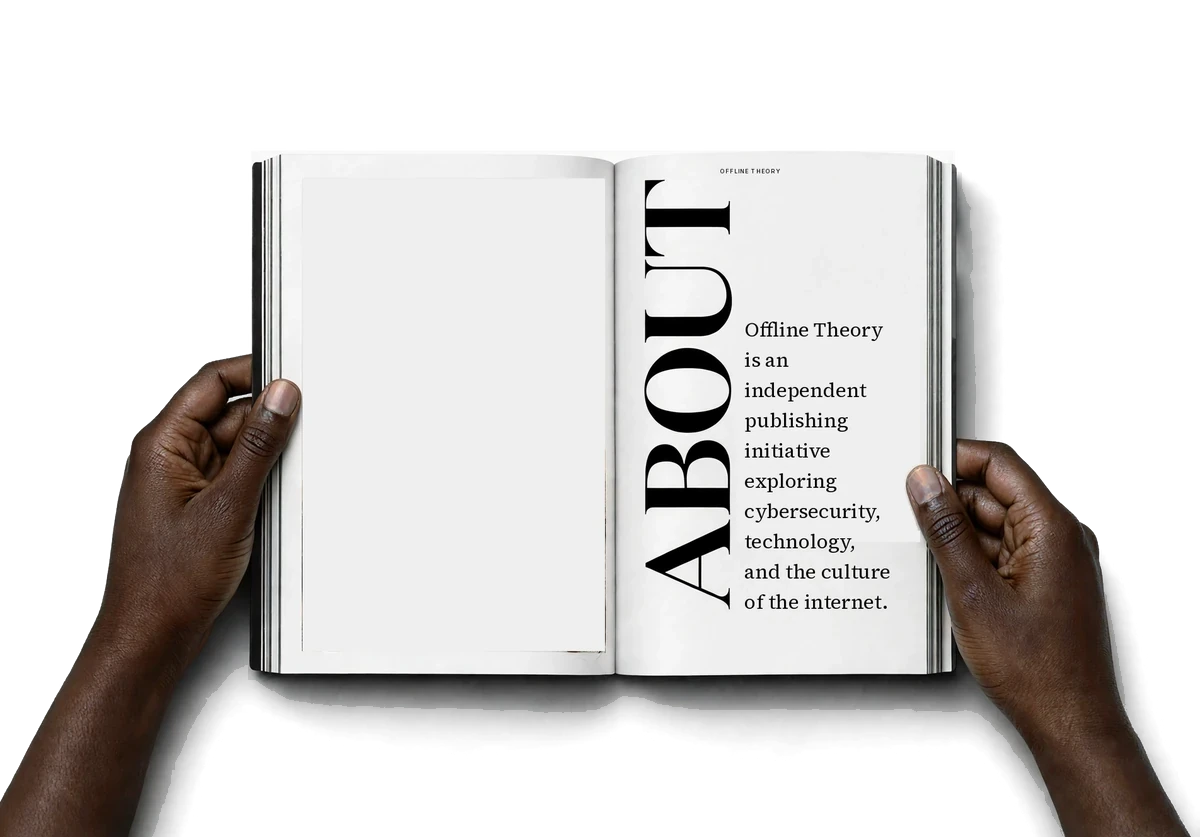 OFFLINE THEORY
ABOUT
Offline Theory
is an
independent
publishing
initiative
exploring
cybersecurity,
technology,
and the culture
of the internet.